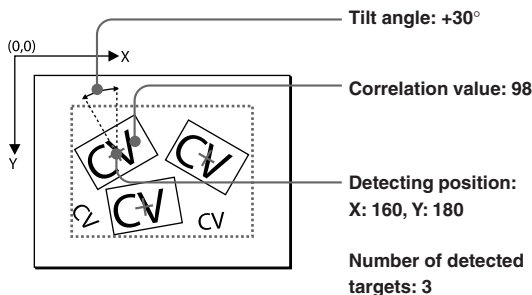 Tilt angle: +30°
(0,0)
X
Correlation value: 98
Y
CV
CV
CV
CV
CV
Detecting position:
X: 160, Y: 180
Number of detected
targets: 3